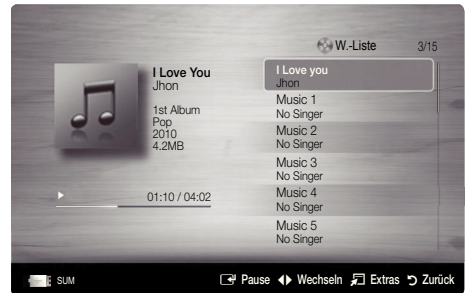 W.-Liste 3/15
I Love You
Jhon
1st Album
Pop
2010
4.2MB
01:10 / 04:02
I Love you
Jhon
Music 1
No Singer
Music 2
No Singer
Music 3
No Singer
Music 4
No Singer
Music 5
No Singer
SUM Pause Wechseln Extras Zurück